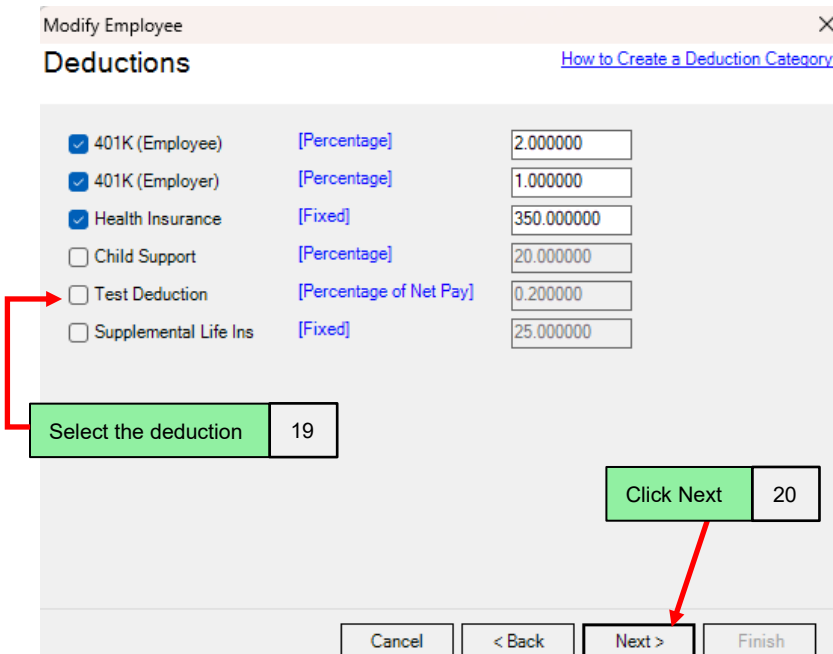 Modify Employee
Deductions How to Create a Deduction Category
401K (Employee) [Percentage] 2.000000
401K (Employer) [Percentage] 1.000000
Health Insurance [Fixed] 350.000000
Child Support [Percentage] 20.000000
Test Deduction [Percentage of Net Pay] 0.200000
Supplemental Life Ins [Fixed] 25.000000
Select the deduction 19
Click Next 20
Cancel < Back Next > Finish